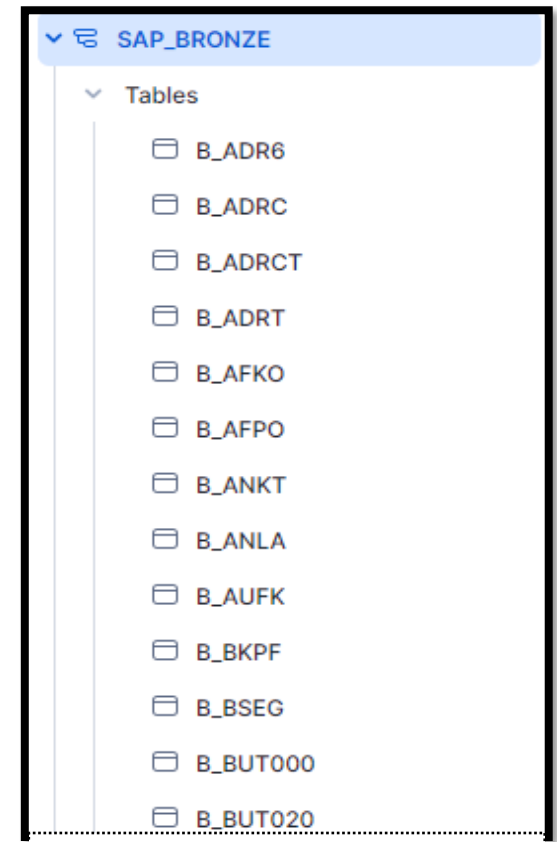 SAP_BRONZE
Tables
B_ADR6
B_ADRC
B_ADRCT
B_ADRT
B_AFKO
B_AFPO
B_ANKT
B_ANLA
B_AUFK
B_BKPF
B_BSEG
B_BUT000
B_BUT020